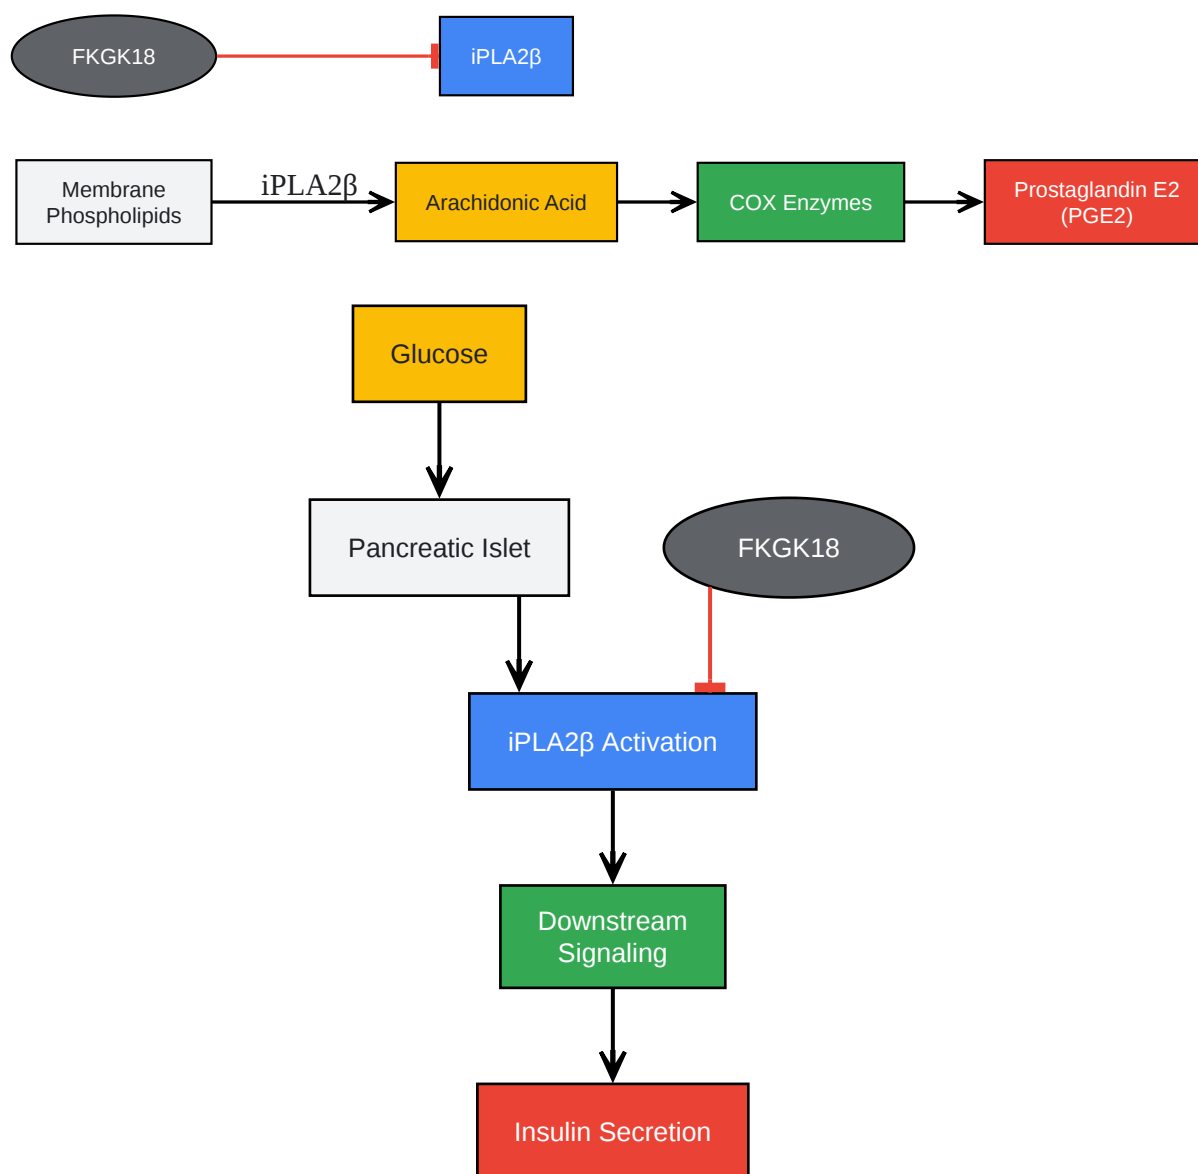 FKGK18
iPLA2β
Membrane
Phospholipids
iPLA2β
Arachidonic Acid
COX Enzymes
Prostaglandin E2
(PGE2)
Glucose
Pancreatic Islet
FKGK18
iPLA2β Activation
Downstream
Signaling
Insulin Secretion